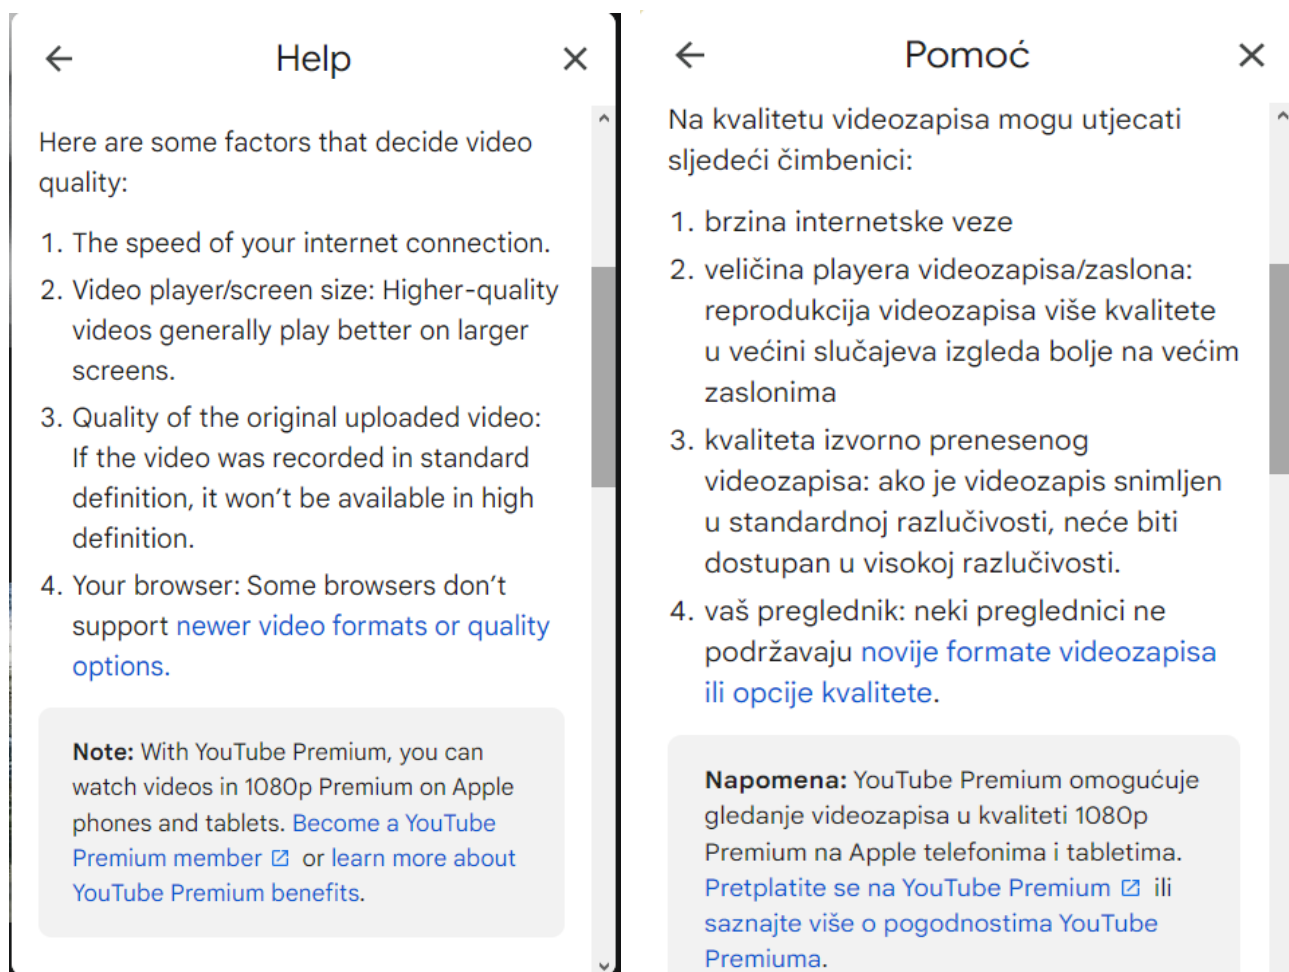 Help
Here are some factors that decide video
quality:
1. The speed of your internet connection.
2. Video player/screen size: Higher-quality
videos generally play better on larger
screens.
3. Quality of the original uploaded video:
If the video was recorded in standard
definition, it won’t be available in high
definition.
4. Your browser: Some browsers don’t
support newer video formats or quality
options.
Note: With YouTube Premium, you can
watch videos in 1080p Premium on Apple
phones and tablets. Become a YouTube
Premium member or learn more about
YouTube Premium benefits.
Pomoć
Na kvalitetu videozapisa mogu utjecati
sljedeći čimbenici:
1. brzina internetske veze
2. veličina playera videozapisa/zaslona:
reprodukcija videozapisa više kvalitete
u većini slučajeva izgleda bolje na većim
zaslonima
3. kvaliteta izvorno prenesenog
videozapisa: ako je videozapis snimljen
u standardnoj razlučivosti, neće biti
dostupan u visokoj razlučivosti.
4. vaš preglednik: neki preglednici ne
podržavaju novije formate videozapisa
ili opcije kvalitete.
Napomena: YouTube Premium omogućuje
gledanje videozapisa u kvaliteti 1080p
Premium na Apple telefonima i tabletima.
Pretplatite se na YouTube Premium ili
saznajte više o pogodnostima YouTube
Premiuma.